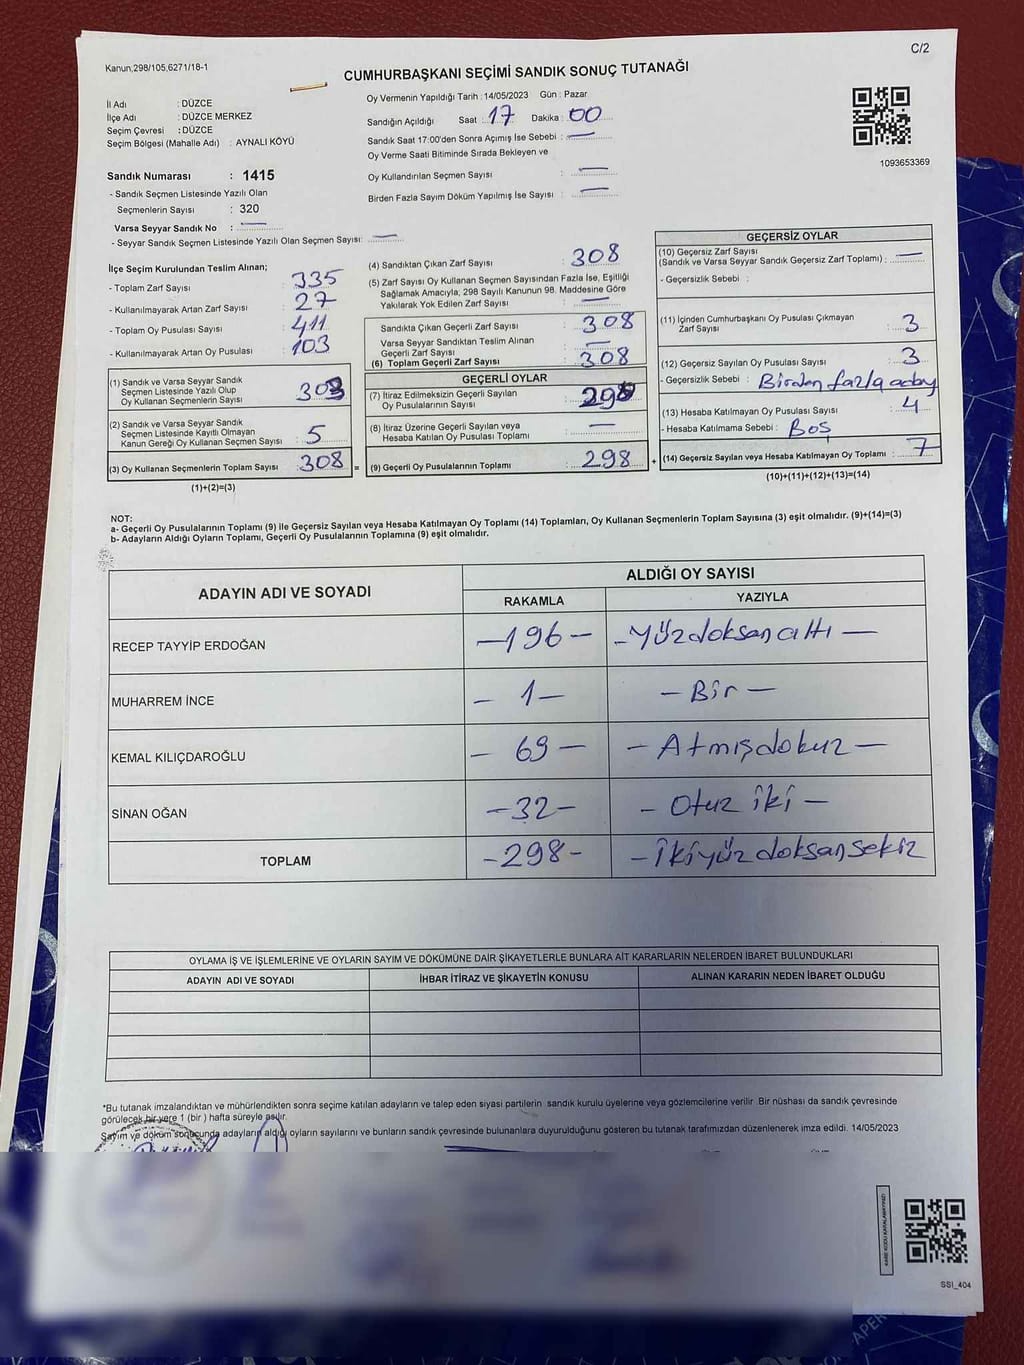 C/2
Kanun,298/105,6271/18-1
CUMHURBAŞKANI SEÇİMİ SANDIK SONUÇ TUTANAĞI
İl Adı : DÜZCE
İlçe Adı : DÜZCE MERKEZ
Seçim Çevresi : DÜZCE
Seçim Bölgesi (Mahalle Adı) : AYNALI KÖYÜ
Oy Vermenin Yapıldığı Tarih : 14/05/2023 Gün : Pazar
Sandığın Açıldığı Saat : 17 Dakika : 00
Sandık Saat 17:00'den Sonra Açımış İse Sebebi : —
Oy Verme Saati Bitiminde Sırada Bekleyen ve
Oy Kullandırılan Seçmen Sayısı : —
Birden Fazla Sayım Döküm Yapılmış İse Sayısı : —
1093653369
Sandık Numarası : 1415
- Sandık Seçmen Listesinde Yazılı Olan
Seçmenlerin Sayısı : 320
Varsa Seyyar Sandık No : —
- Seyyar Sandık Seçmen Listesinde Yazılı Olan Seçmen Sayısı: —
İlçe Seçim Kurulundan Teslim Alınan;
- Toplam Zarf Sayısı : 335
- Kullanılmayarak Artan Zarf Sayısı : 27
- Toplam Oy Pusulası Sayısı : 411
- Kullanılmayarak Artan Oy Pusulası : 103
(1) Sandık ve Varsa Seyyar Sandık
Seçmen Listesinde Yazılı Olup
Oy Kullanan Seçmenlerin Sayısı : 303
(2) Sandık ve Varsa Seyyar Sandık
Seçmen Listesinde Kayıtlı Olmayan
Kanun Gereği Oy Kullanan Seçmen Sayısı : 5
(3) Oy Kullanan Seçmenlerin Toplam Sayısı : 308 =
(1)+(2)=(3)
(4) Sandıktan Çıkan Zarf Sayısı : 308
(5) Zarf Sayısı Oy Kullanan Seçmen Sayısından Fazla İse, Eşitliği
Sağlamak Amacıyla; 298 Sayılı Kanunun 98. Maddesine Göre
Yakılarak Yok Edilen Zarf Sayısı : —
Sandıkta Çıkan Geçerli Zarf Sayısı : 308
Varsa Seyyar Sandıktan Teslim Alınan
Geçerli Zarf Sayısı : —
(6) Toplam Geçerli Zarf Sayısı : 308
GEÇERLİ OYLAR
(7) İtiraz Edilmeksizin Geçerli Sayılan
Oy Pusulalarının Sayısı : 298
(8) İtiraz Üzerine Geçerli Sayılan veya
Hesaba Katılan Oy Pusulası Toplamı : —
(9) Geçerli Oy Pusulalarının Toplamı : 298 +
GEÇERSİZ OYLAR
(10) Geçersiz Zarf Sayısı
(Sandık ve Varsa Seyyar Sandık Geçersiz Zarf Toplamı) : —
- Geçersizlik Sebebi :
(11) İçinden Cumhurbaşkanı Oy Pusulası Çıkmayan
Zarf Sayısı : 3
(12) Geçersiz Sayılan Oy Pusulası Sayısı : 3
- Geçersizlik Sebebi : Birden fazla aday
(13) Hesaba Katılmayan Oy Pusulası Sayısı : 4
- Hesaba Katılmama Sebebi : Boş
(14) Geçersiz Sayılan veya Hesaba Katılmayan Oy Toplamı : 7
(10)+(11)+(12)+(13)=(14)
NOT:
a- Geçerli Oy Pusulalarının Toplamı (9) ile Geçersiz Sayılan veya Hesaba Katılmayan Oy Toplamı (14) Toplamları, Oy Kullanan Seçmenlerin Toplam Sayısına (3) eşit olmalıdır. (9)+(14)=(3)
b- Adayların Aldığı Oyların Toplamı, Geçerli Oy Pusulalarının Toplamına (9) eşit olmalıdır.
ADAYIN ADI VE SOYADI ALDIĞI OY SAYISI
RAKAMLA YAZIYLA
RECEP TAYYİP ERDOĞAN —196— —Yüzdoksanaltı—
MUHARREM İNCE — 1 — — Bir —
KEMAL KILIÇDAROĞLU — 69 — — Atmışdokuz —
SİNAN OĞAN —32— — Otuz iki —
TOPLAM —298— —ikiyüzdoksansekiz
OYLAMA İŞ VE İŞLEMLERİNE VE OYLARIN SAYIM VE DÖKÜMÜNE DAİR ŞİKAYETLERLE BUNLARA AİT KARARLARIN NELERDEN İBARET BULUNDUKLARI
ADAYIN ADI VE SOYADI İHBAR İTİRAZ VE ŞİKAYETİN KONUSU ALINAN KARARIN NEDEN İBARET OLDUĞU
*Bu tutanak imzalandıktan ve mühürlendikten sonra seçime katılan adayların ve talep eden siyasi partilerin sandık kurulu üyelerine veya gözlemcilerine verilir .Bir nüshası da sandık çevresinde
görülecek bir yere 1 (bir ) hafta süreyle asılır.
Sayım ve döküm sonucunda adayların aldığı oyların sayılarını ve bunların sandık çevresinde bulunanlara duyurulduğunu gösteren bu tutanak tarafımızdan düzenlenerek imza edildi. 14/05/2023
KARE KODU KARALAMAYINIZ!
SSI_404